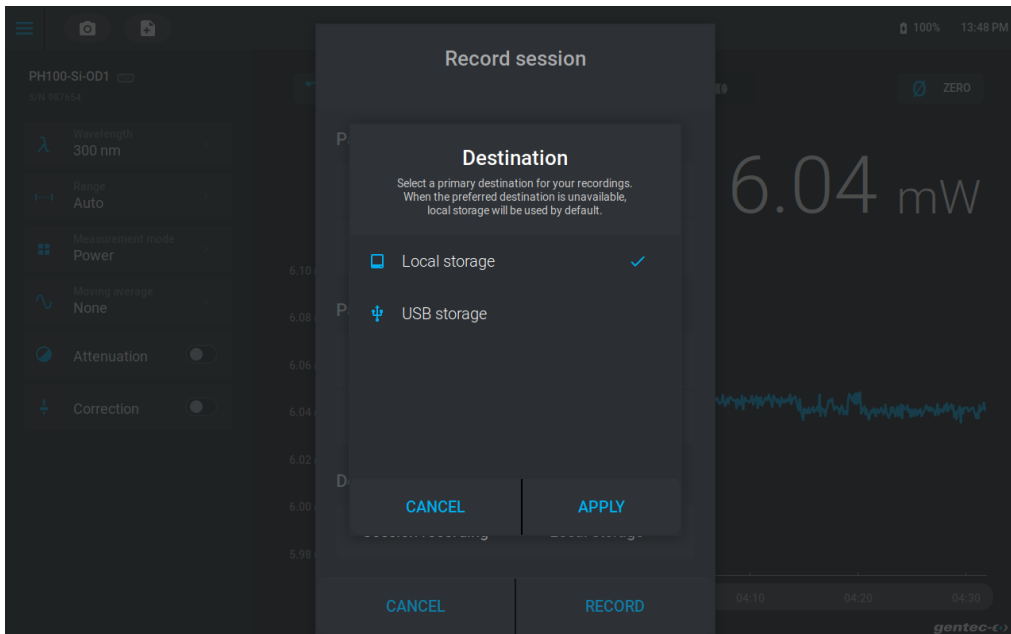 100%
13:48 PM
Record session
PH100-Si-OD1
S/N 987654
ZERO
Wavelength
300 nm
Destination
Select a primary destination for your recordings.
When the preferred destination is unavailable,
local storage will be used by default.
6.04 mW
Range
Auto
Measurement mode
Power
Local storage
6.10
Moving average
None
USB storage
6.08
Attenuation
6.06
Correction
6.04
6.02
6.00
CANCEL
APPLY
Session recording
Local storage
5.98
04:10
04:20
04:30
CANCEL
RECORD
gentec-e